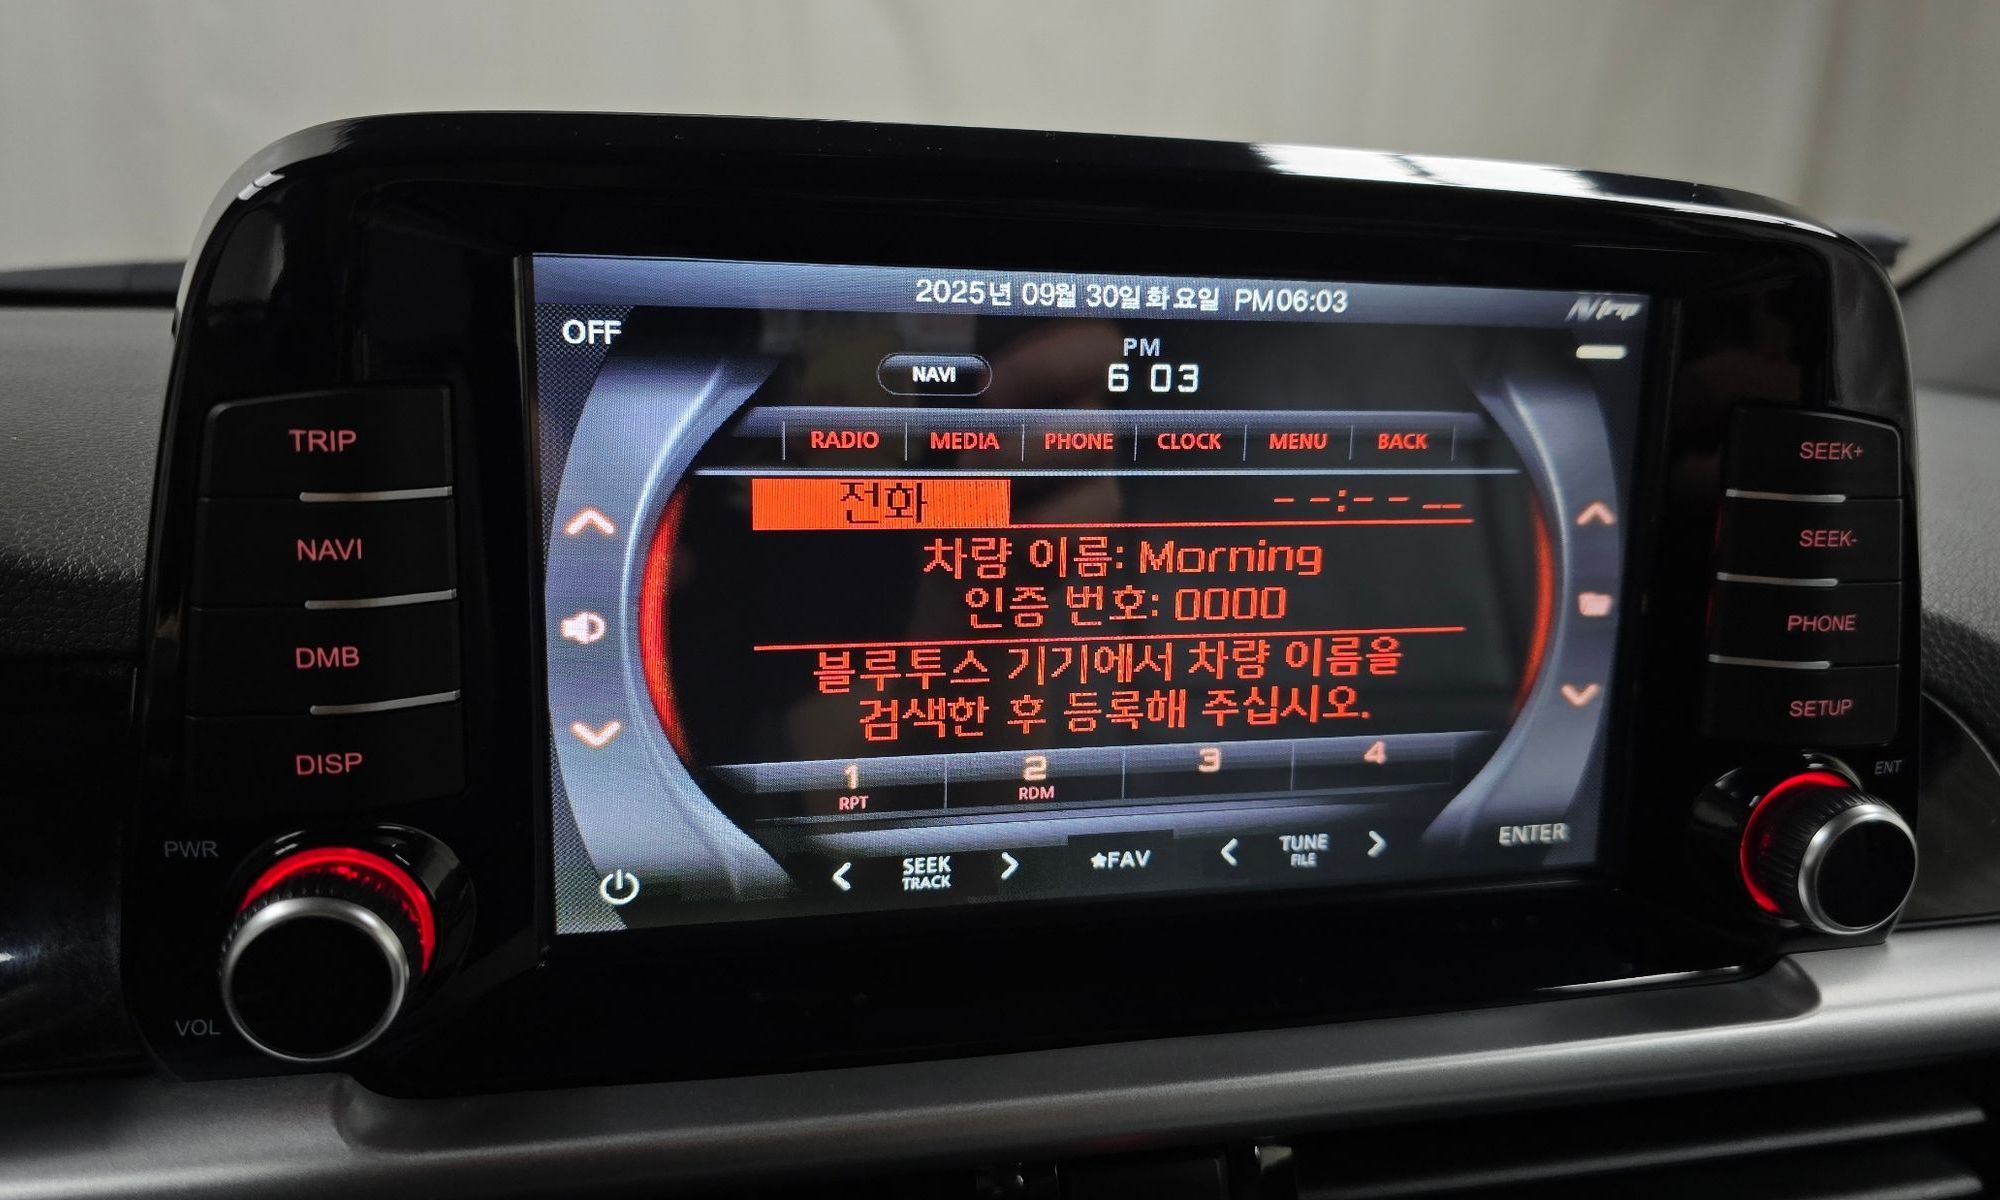 2025년 09월 30일 화요일 PM06:03
Ntrip
OFF
NAVI
PM
6 03
RADIO MEDIA PHONE CLOCK MENU BACK
전화 --:-- --
차량 이름: Morning
인증 번호: 0000
블루투스 기기에서 차량 이름을
검색한 후 등록해 주십시오.
1 2 3 4
RPT RDM
SEEK
TRACK
★FAV
TUNE
FILE
ENTER
TRIP
NAVI
DMB
DISP
PWR
VOL
SEEK+
SEEK-
PHONE
SETUP
ENT